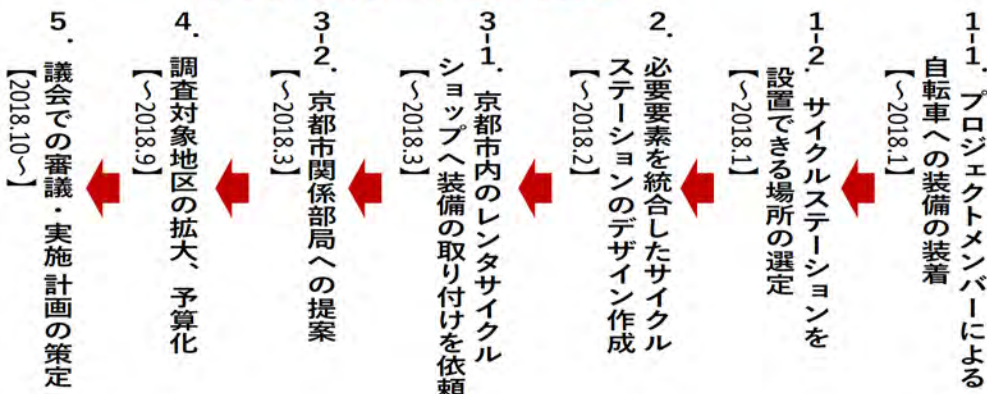 1-1. プロジェクトメンバーによる
自転車への装備の装着
【~2018.1】
1-2. サイクルステーションを
設置できる場所の選定
【~2018.1】
2. 必要要素を統合したサイクル
ステーションのデザイン作成
【~2018.2】
3-1. 京都市内のレンタサイクル
ショップへ装備の取り付けを依頼
【~2018.3】
3-2. 京都市関係部局への提案
【~2018.3】
4. 調査対象地区の拡大、予算化
【~2018.9】
5. 議会での審議・実施計画の策定
【2018.10~】